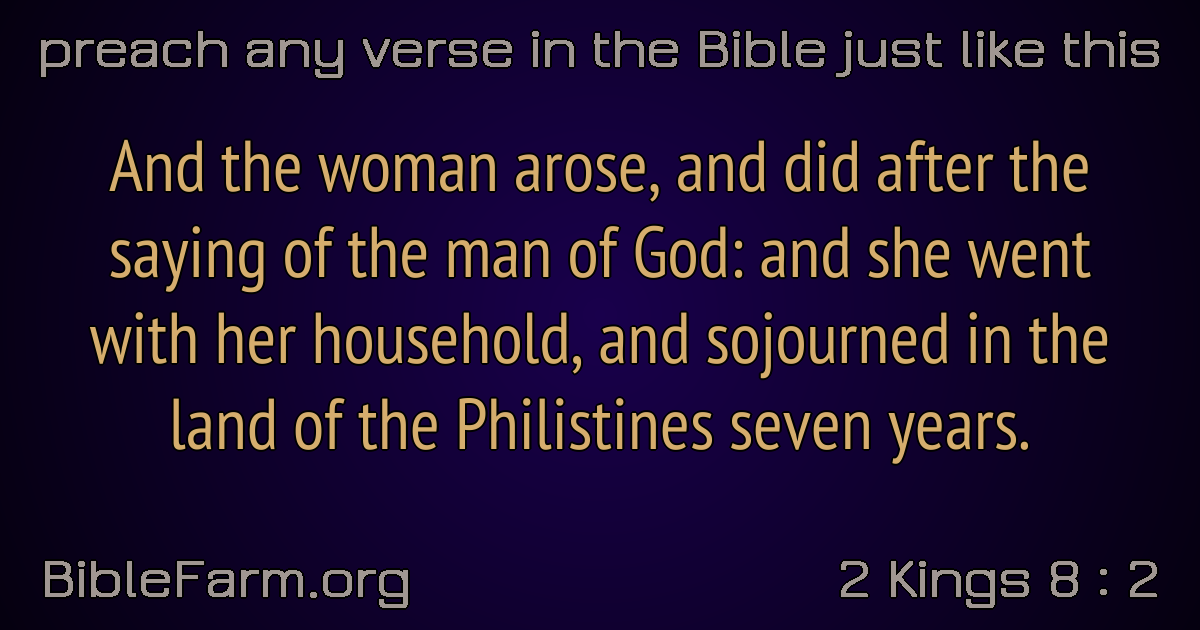 preach any verse in the Bible just like this
And the woman arose, and did after the
saying of the man of God: and she went
with her household, and sojourned in the
land of the Philistines seven years.
BibleFarm.org
2 Kings 8 : 2